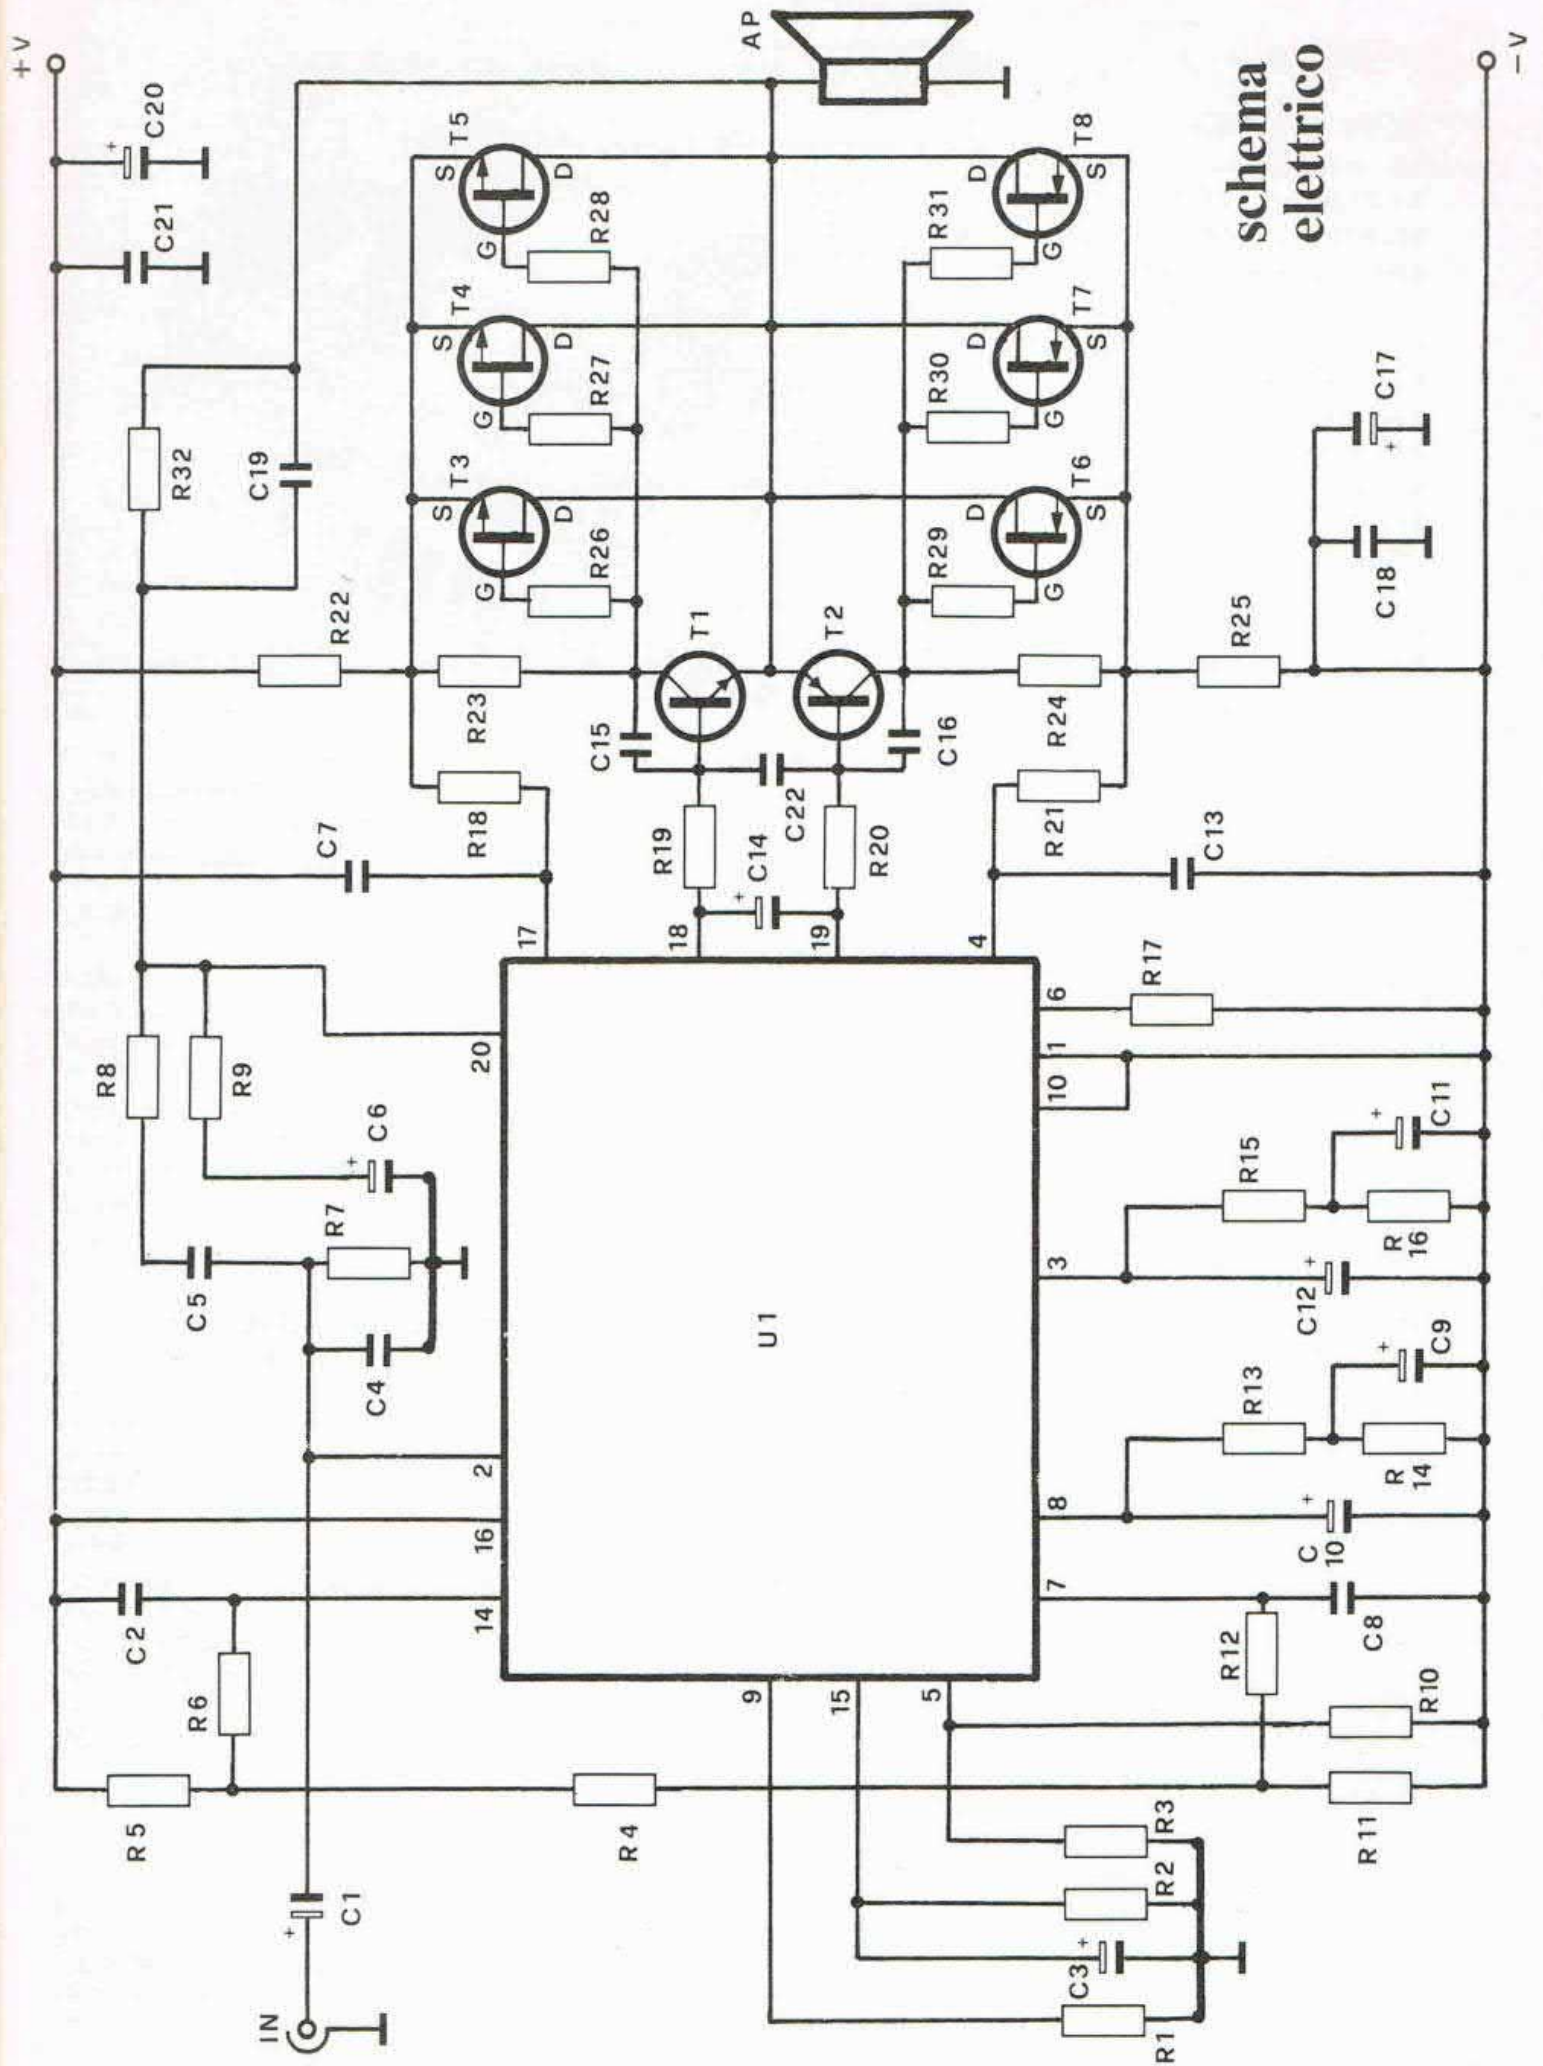 +V
C20
+
C21
R32
C19
AP
S
T5
D
G
R28
S
T4
D
G
R27
S
T3
D
G
R26
D
T8
S
G
R31
D
T7
S
G
R30
D
T6
S
G
R29
schema
elettrico
−V
C17
+
C18
R25
R22
R23
R18
C7
C15
T1
T2
C16
C22
R19
R20
C14
+
R24
R21
C13
17
18
19
4
R8
R9
20
C6
+
R7
C5
C4
2
16
14
C2
R6
R5
R4
U1
6
R17
1
10
R15
C11
+
R
16
3
C12
+
R13
C9
+
R
14
8
C
10
+
7
C8
R12
R10
R11
9
15
5
R3
R2
C3
+
R1
C1
+
IN